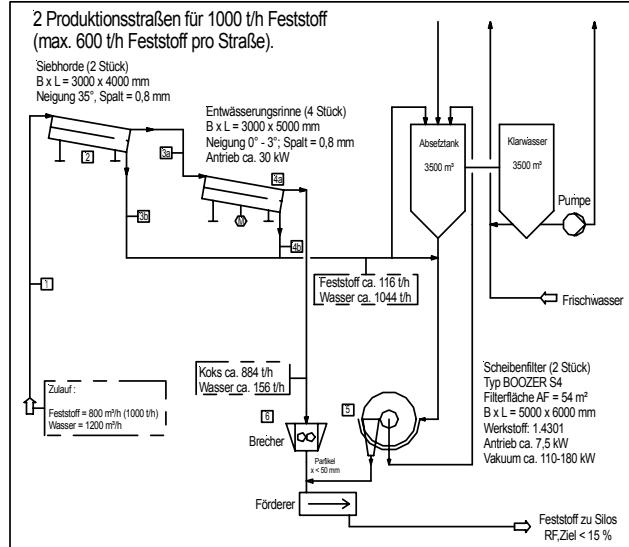 2 Produktionsstraßen für 1000 t/h Feststoff
(max. 600 t/h Feststoff pro Straße).
Siebhorde (2 Stück)
B x L = 3000 x 4000 mm
Neigung 35°, Spalt = 0,8 mm
Entwässerungsrinne (4 Stück)
B x L = 3000 x 5000 mm
Neigung 0° - 3°; Spalt = 0,8 mm
Antrieb ca. 30 kW
Absetztank
3500 m³
Klarwasser
3500 m³
Pumpe
2
3a
4a
M
3b
4b
1
Feststoff ca. 116 t/h
Wasser ca. 1044 t/h
Frischwasser
Zulauf :
Feststoff = 800 m³/h (1000 t/h)
Wasser = 1200 m³/h
Koks ca. 884 t/h
Wasser ca. 156 t/h
6
Brecher
5
Partikel
x < 50 mm
Scheibenfilter (2 Stück)
Typ BOOZER S4
Filterfläche AF = 54 m²
B x L = 5000 x 6000 mm
Werkstoff: 1.4301
Antrieb ca. 7,5 kW
Vakuum ca. 110-180 kW
Förderer
Feststoff zu Silos
RF,Ziel < 15 %